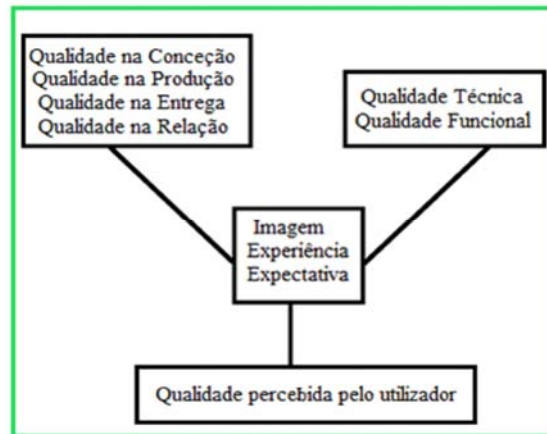 Qualidade na Conceção
Qualidade na Produção
Qualidade na Entrega
Qualidade na Relação
Qualidade Técnica
Qualidade Funcional
Imagem
Experiência
Expectativa
Qualidade percebida pelo utilizador